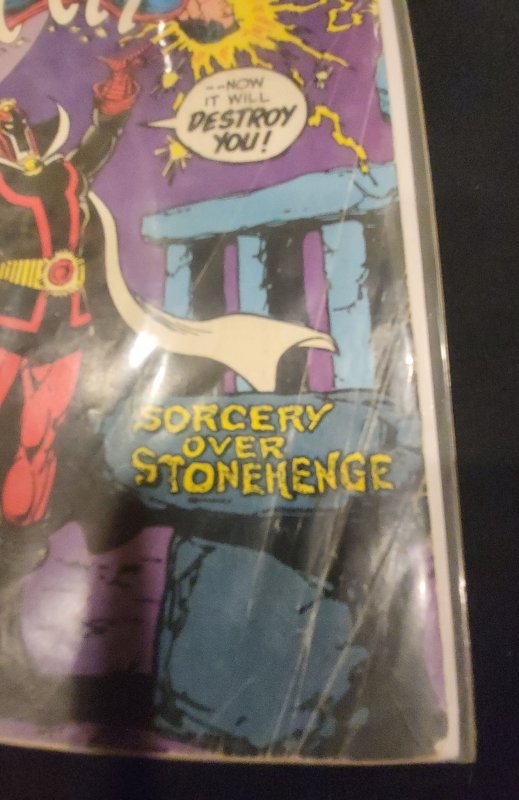 --NOW
IT WILL
DESTROY
YOU!
SORCERY
OVER
STONEHENGE